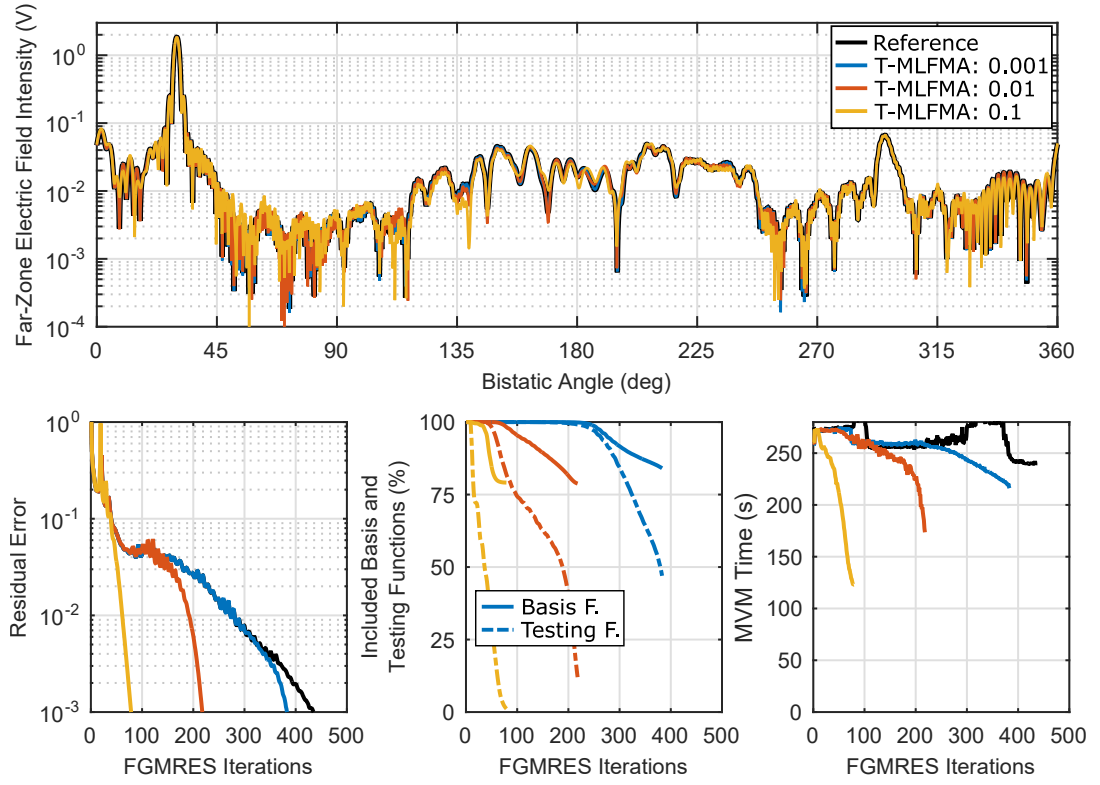 Far-Zone Electric Field Intensity (V)
10^0
10^-1
10^-2
10^-3
10^-4
Reference
T-MLFMA: 0.001
T-MLFMA: 0.01
T-MLFMA: 0.1
0 45 90 135 180 225 270 315 360
Bistatic Angle (deg)
Residual Error
10^0
10^-1
10^-2
10^-3
0 100 200 300 400 500
FGMRES Iterations
Included Basis and
Testing Functions (%)
100
75
50
25
0
Basis F.
Testing F.
0 100 200 300 400 500
FGMRES Iterations
MVM Time (s)
250
200
150
100
50
0
0 100 200 300 400 500
FGMRES Iterations